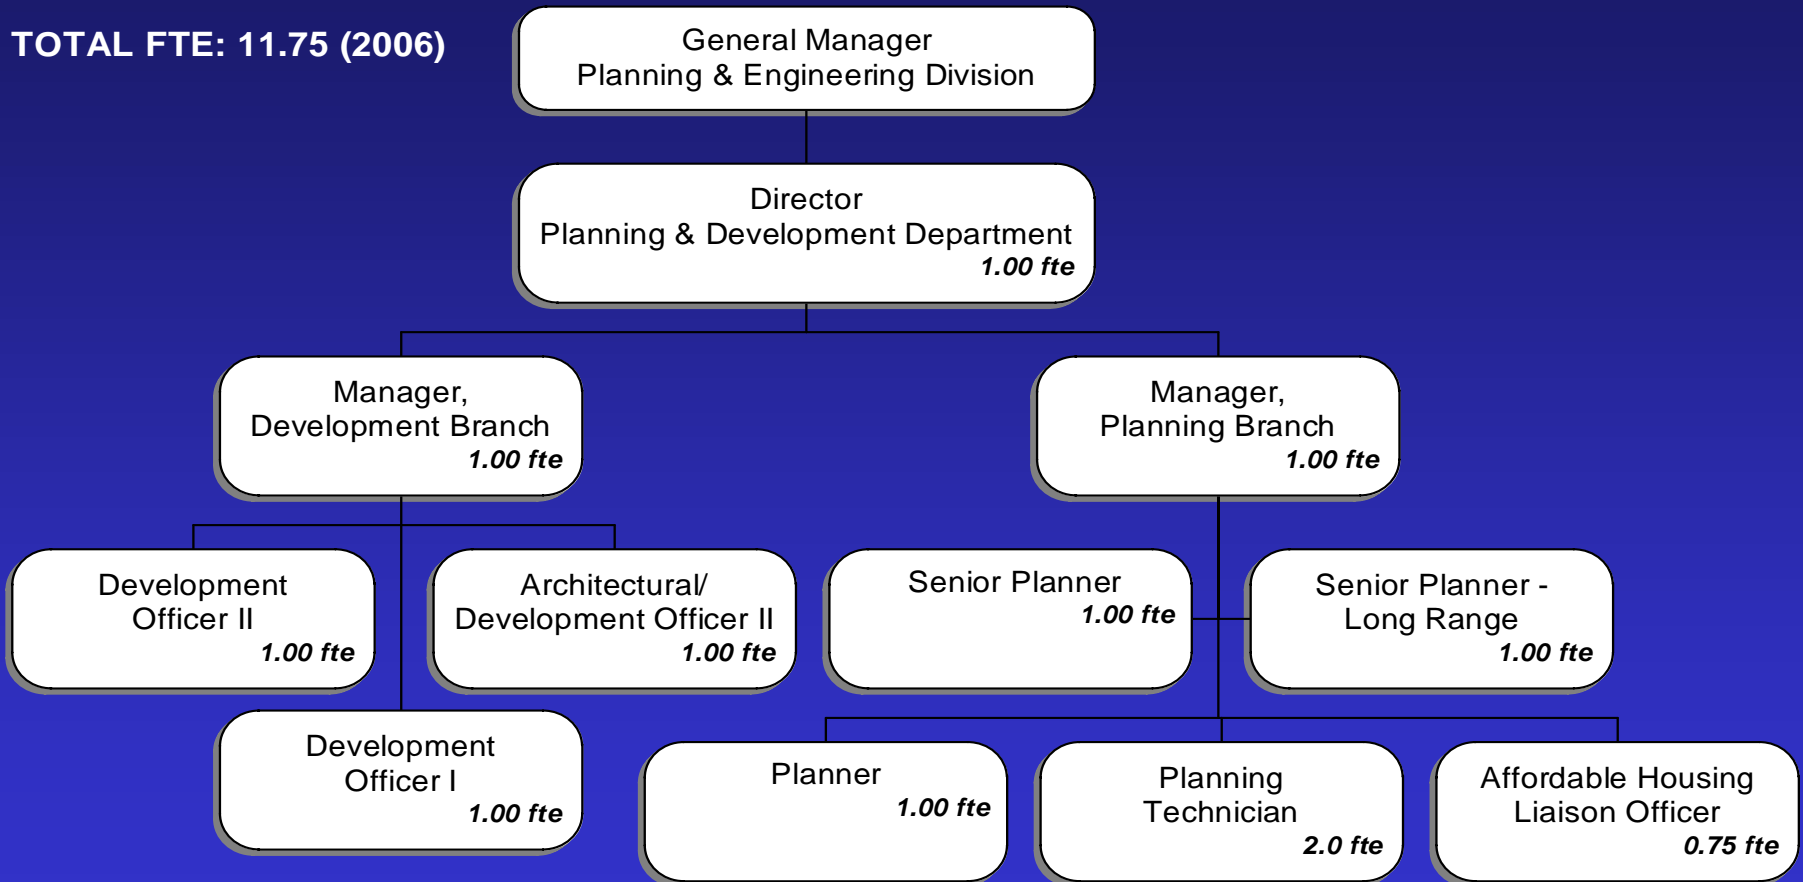 TOTAL FTE: 11.75 (2006)
General Manager
Planning & Engineering Division
Director
Planning & Development Department
1.00 fte
Manager,
Development Branch
1.00 fte
Manager,
Planning Branch
1.00 fte
Development
Officer II
1.00 fte
Architectural/
Development Officer II
1.00 fte
Senior Planner
1.00 fte
Senior Planner -
Long Range
1.00 fte
Development
Officer I
1.00 fte
Planner
1.00 fte
Planning
Technician
2.0 fte
Affordable Housing
Liaison Officer
0.75 fte